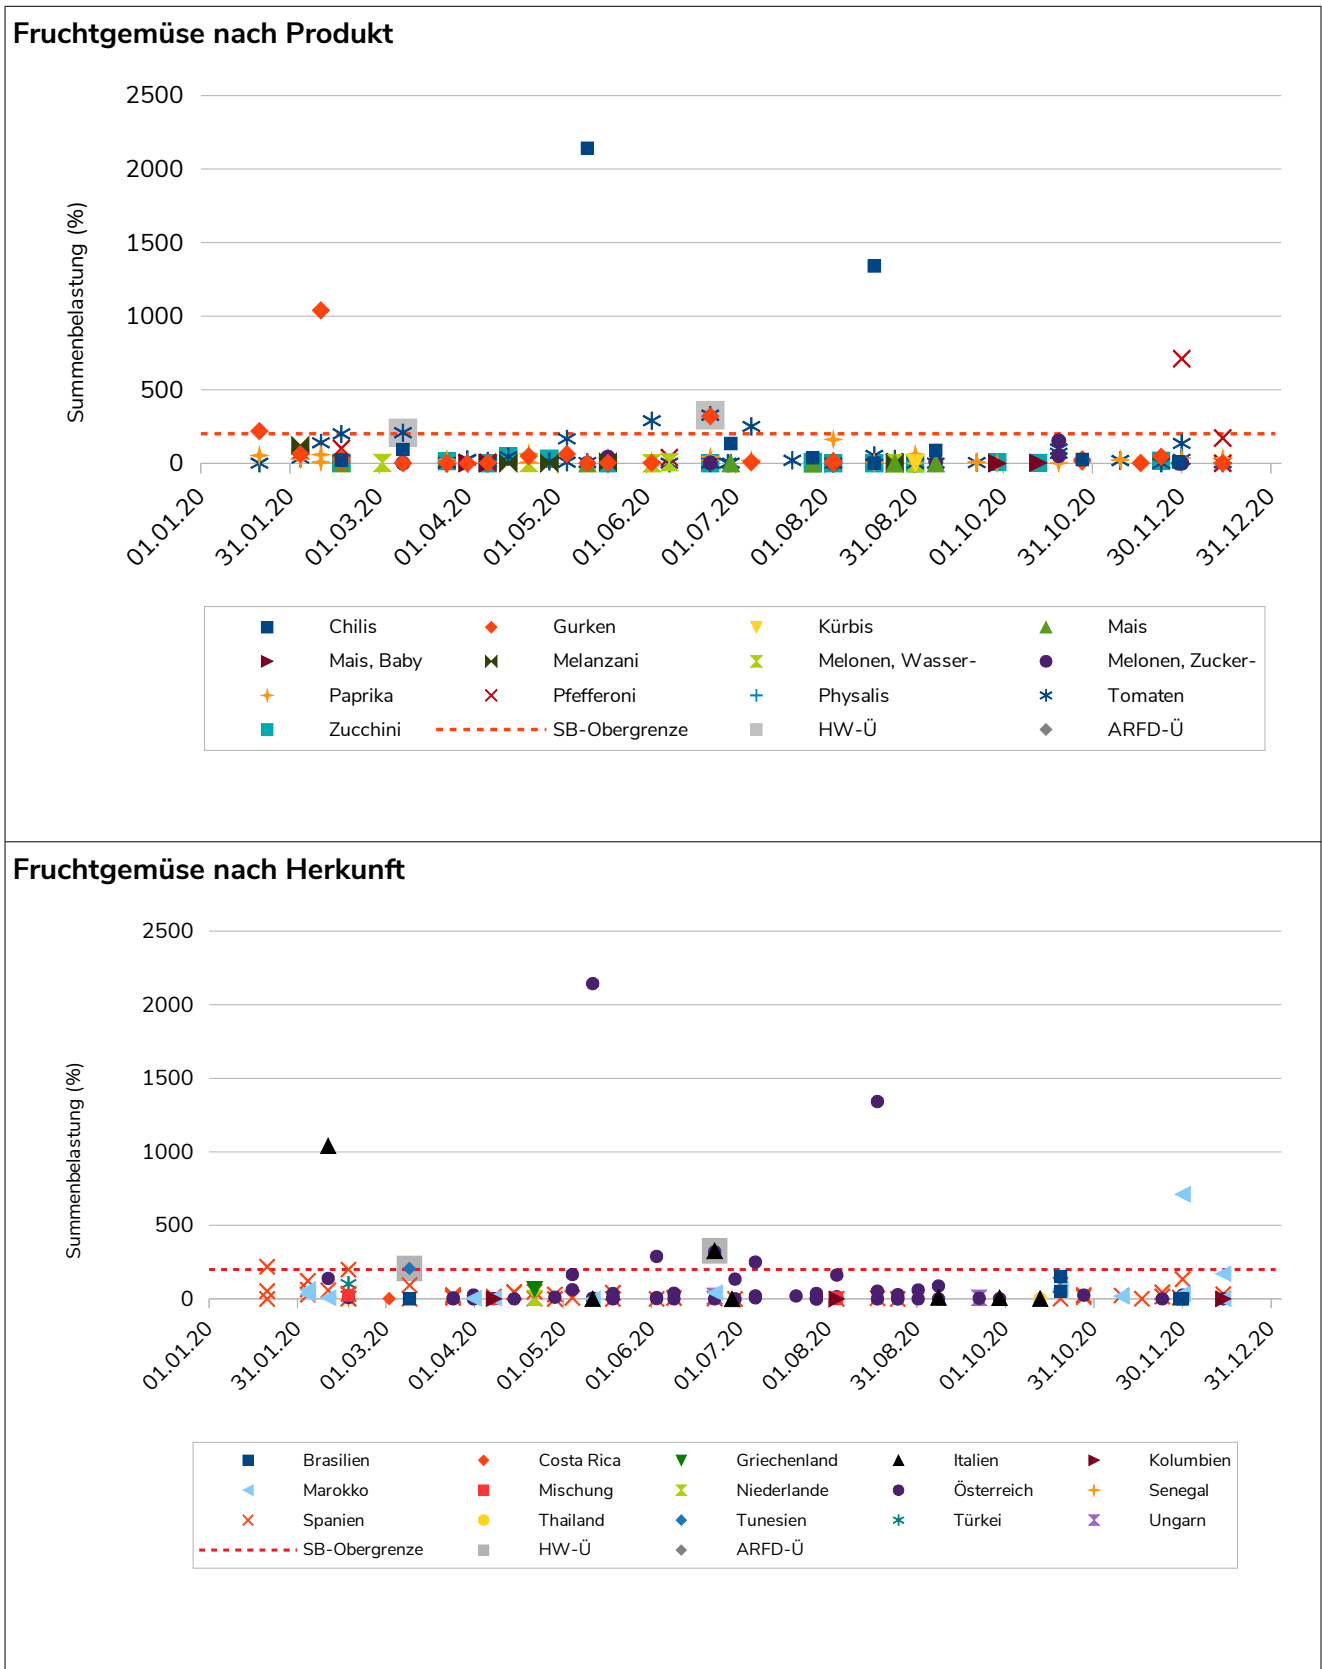 Fruchtgemüse nach Produkt
2500
2000
1500
1000
500
0
Summenbelastung (%)
01.01.20 31.01.20 01.03.20 01.04.20 01.05.20 01.06.20 01.07.20 01.08.20 31.08.20 01.10.20 31.10.20 30.11.20 31.12.20
Chilis Gurken Kürbis Mais
Mais, Baby Melanzani Melonen, Wasser- Melonen, Zucker-
Paprika Pfefferoni Physalis Tomaten
Zucchini SB-Obergrenze HW-Ü ARFD-Ü
Fruchtgemüse nach Herkunft
2500
2000
1500
1000
500
0
Summenbelastung (%)
01.01.20 31.01.20 01.03.20 01.04.20 01.05.20 01.06.20 01.07.20 01.08.20 31.08.20 01.10.20 31.10.20 30.11.20 31.12.20
Brasilien Costa Rica Griechenland Italien Kolumbien
Marokko Mischung Niederlande Österreich Senegal
Spanien Thailand Tunesien Türkei Ungarn
SB-Obergrenze HW-Ü ARFD-Ü